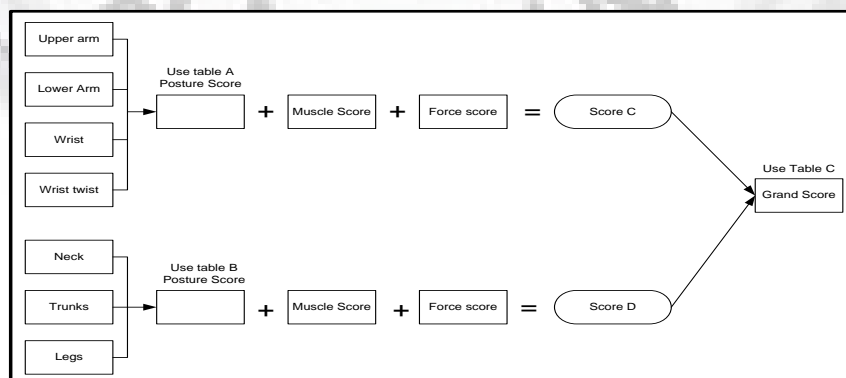 Upper arm
Lower Arm
Wrist
Wrist twist
Use table A
Posture Score
+
Muscle Score
+
Force score
=
Score C
Use Table C
Grand Score
Neck
Trunks
Legs
Use table B
Posture Score
+
Muscle Score
+
Force score
=
Score D